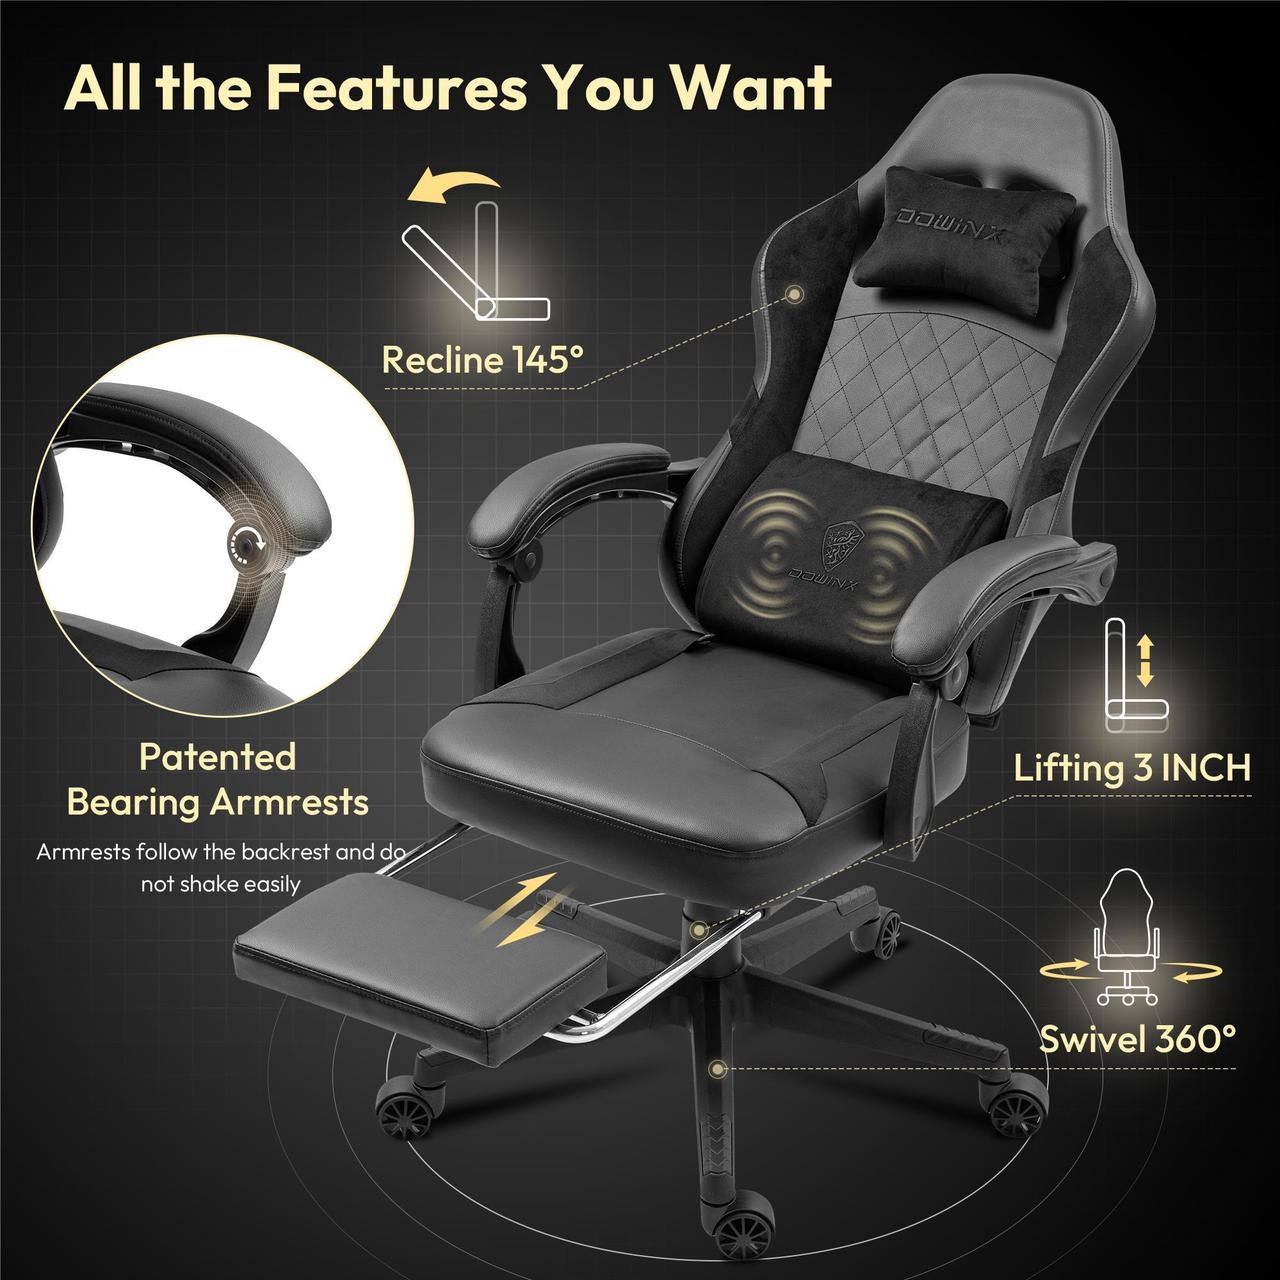 All the Features You Want
DOWINX
Recline 145°
DOWINX
Lifting 3 INCH
Patented
Bearing Armrests
Armrests follow the backrest and do
not shake easily
Swivel 360°